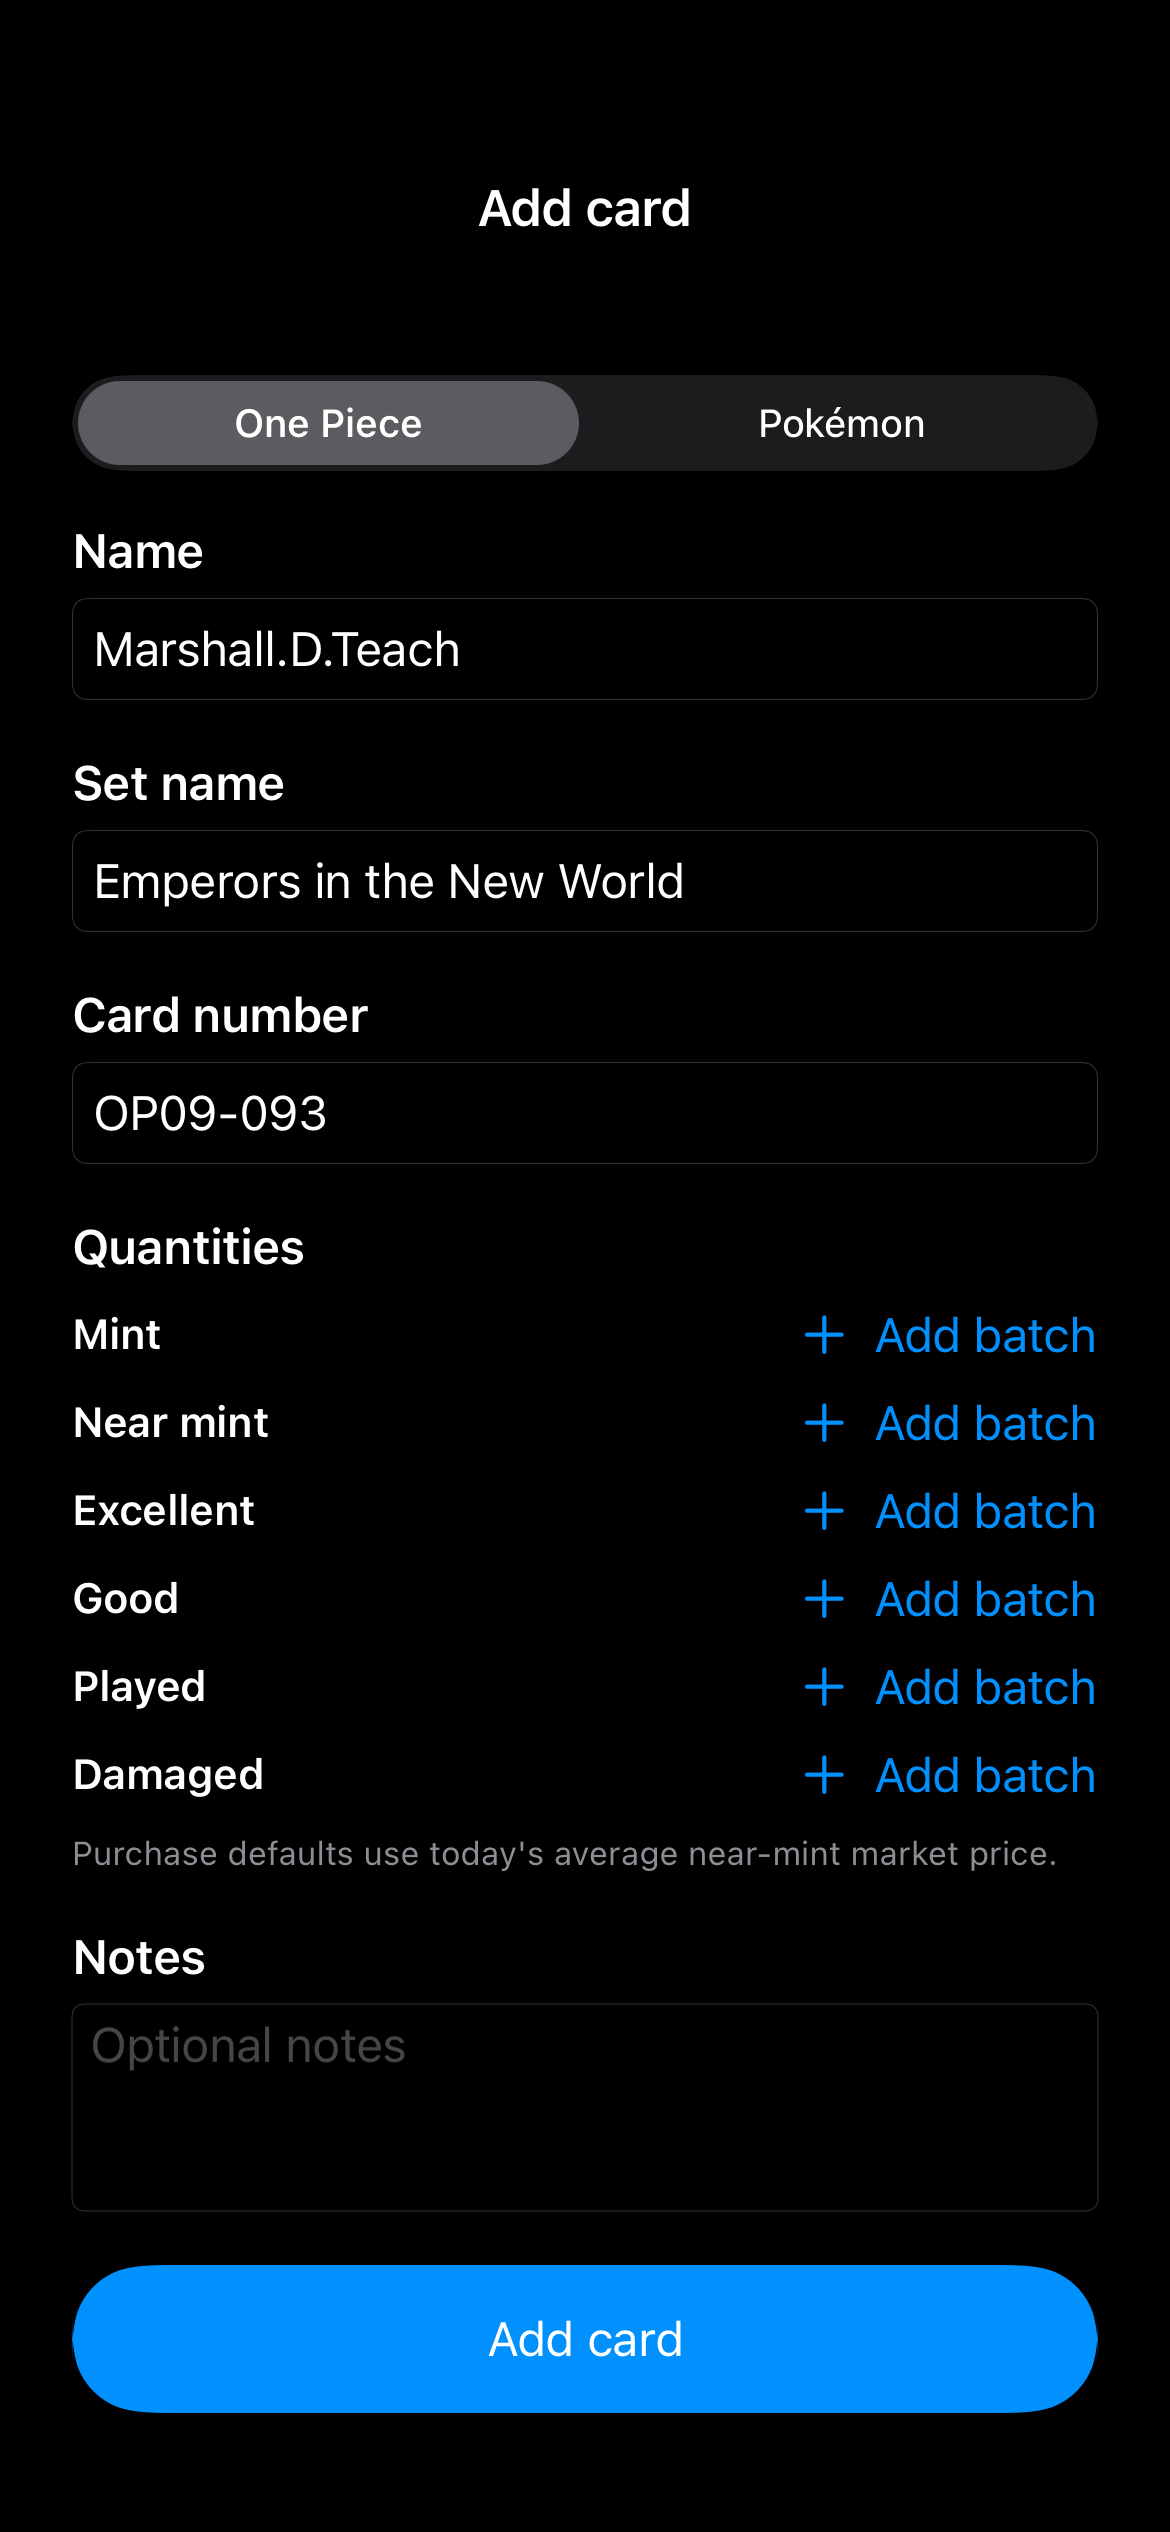 Add card
One Piece
Pokémon
Name
Marshall.D.Teach
Set name
Emperors in the New World
Card number
OP09-093
Quantities
Mint
+ Add batch
Near mint
+ Add batch
Excellent
+ Add batch
Good
+ Add batch
Played
+ Add batch
Damaged
+ Add batch
Purchase defaults use today's average near-mint market price.
Notes
Optional notes
Add card